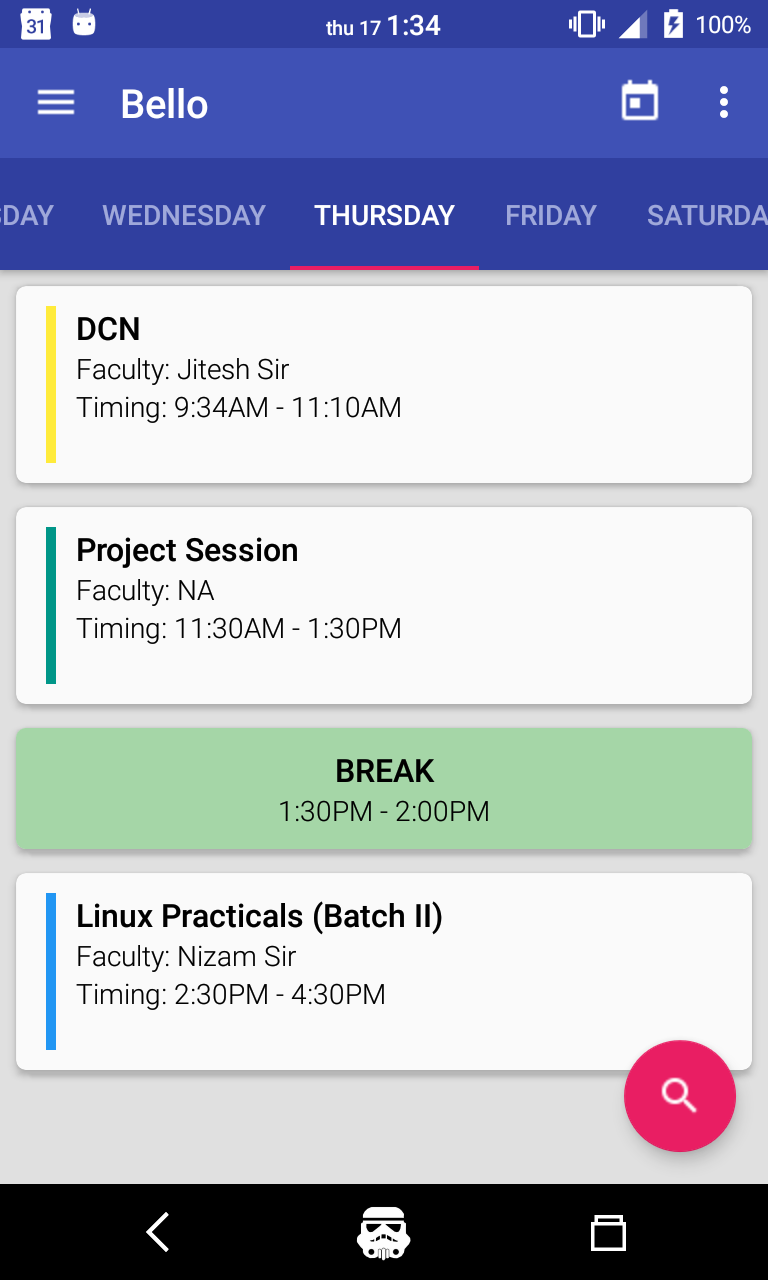 31 thu 17 1:34 100%
Bello
SDAY WEDNESDAY THURSDAY FRIDAY SATURDA
DCN
Faculty: Jitesh Sir
Timing: 9:34AM - 11:10AM
Project Session
Faculty: NA
Timing: 11:30AM - 1:30PM
BREAK
1:30PM - 2:00PM
Linux Practicals (Batch II)
Faculty: Nizam Sir
Timing: 2:30PM - 4:30PM